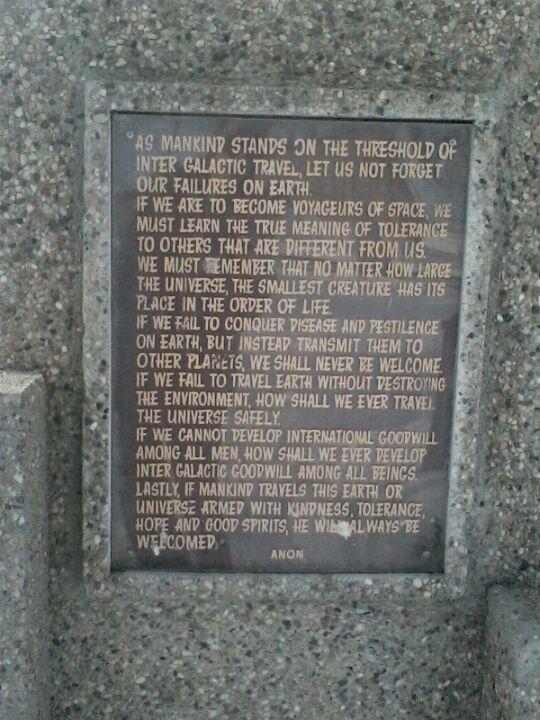 AS MANKIND STANDS ON THE THRESHOLD OF
INTER GALACTIC TRAVEL, LET US NOT FORGET
OUR FAILURES ON EARTH.
IF WE ARE TO BECOME VOYAGEURS OF SPACE, WE
MUST LEARN THE TRUE MEANING OF TOLERANCE
TO OTHERS THAT ARE DIFFERENT FROM US.
WE MUST REMEMBER THAT NO MATTER HOW LARGE
THE UNIVERSE, THE SMALLEST CREATURE HAS ITS
PLACE IN THE ORDER OF LIFE.
IF WE FAIL TO CONQUER DISEASE AND PESTILENCE
ON EARTH, BUT INSTEAD TRANSMIT THEM TO
OTHER PLANETS, WE SHALL NEVER BE WELCOME.
IF WE FAIL TO TRAVEL EARTH WITHOUT DESTROYING
THE ENVIRONMENT, HOW SHALL WE EVER TRAVEL
THE UNIVERSE SAFELY.
IF WE CANNOT DEVELOP INTERNATIONAL GOODWILL
AMONG ALL MEN, HOW SHALL WE EVER DEVELOP
INTER GALACTIC GOODWILL AMONG ALL BEINGS.
LASTLY, IF MANKIND TRAVELS THIS EARTH OR
UNIVERSE ARMED WITH KINDNESS, TOLERANCE,
HOPE AND GOOD SPIRITS, HE WILL ALWAYS BE
WELCOMED.
ANON